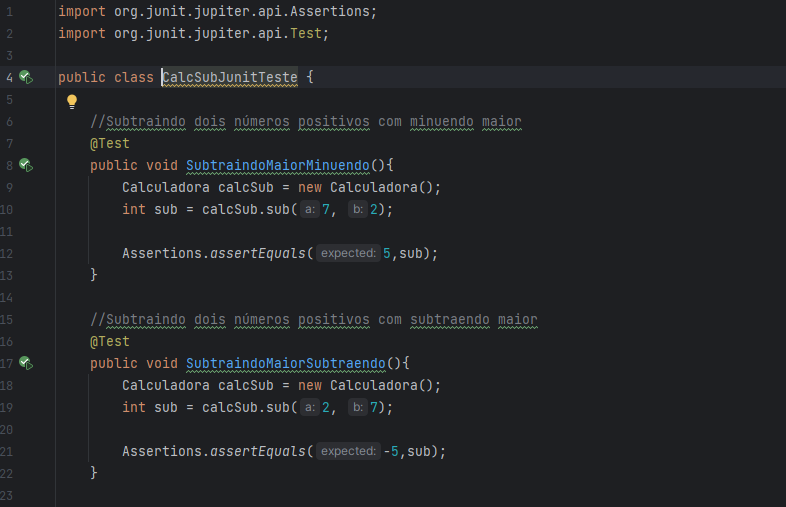 1 import org.junit.jupiter.api.Assertions;
2 import org.junit.jupiter.api.Test;
3
4 public class CalcSubJunitTeste {
5
6 //Subtraindo dois números positivos com minuendo maior
7 @Test
8 public void SubtraindoMaiorMinuendo(){
9 Calculadora calcSub = new Calculadora();
10 int sub = calcSub.sub( a: 7, b: 2);
11
12 Assertions.assertEquals( expected: 5,sub);
13 }
14
15 //Subtraindo dois números positivos com subtraendo maior
16 @Test
17 public void SubtraindoMaiorSubtraendo(){
18 Calculadora calcSub = new Calculadora();
19 int sub = calcSub.sub( a: 2, b: 7);
20
21 Assertions.assertEquals( expected: -5,sub);
22 }
23